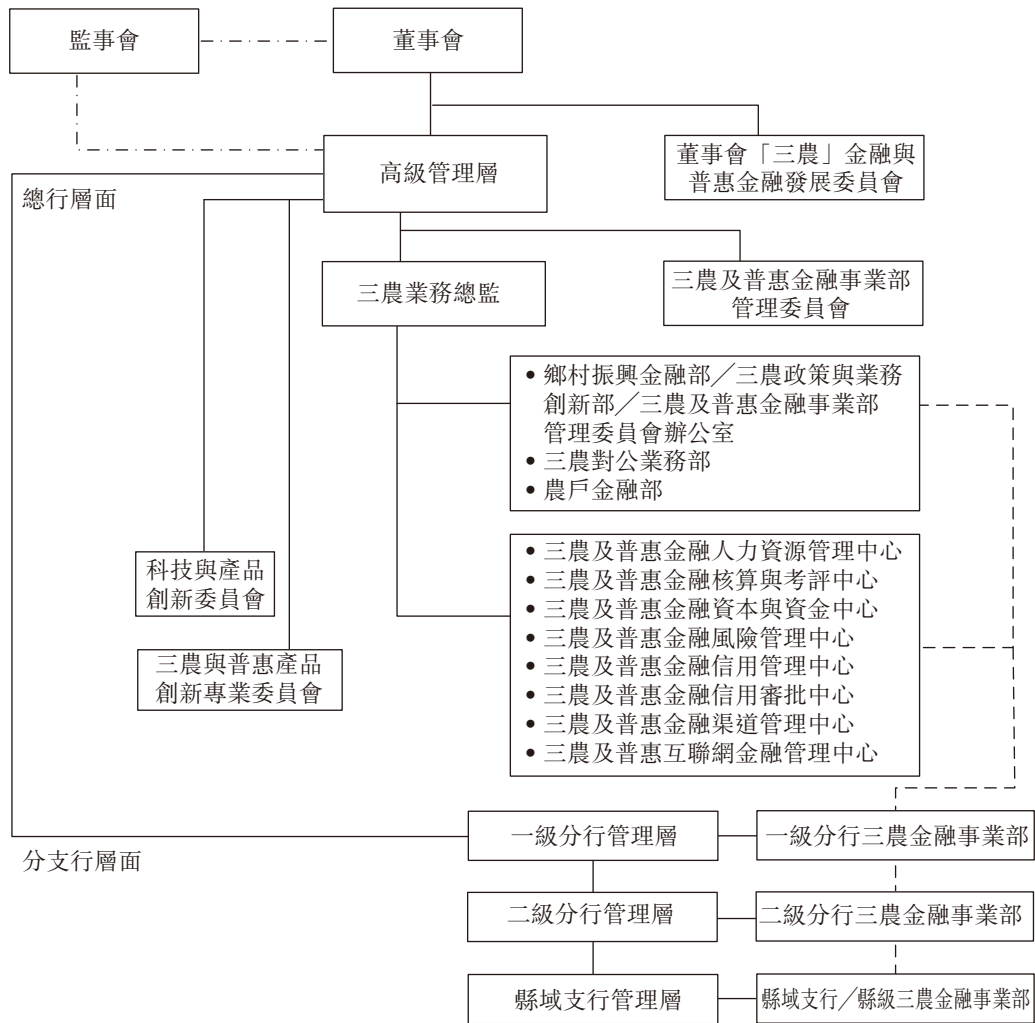 監事會
董事會
高級管理層
董事會「三農」金融與
普惠金融發展委員會
總行層面
三農業務總監
三農及普惠金融事業部
管理委員會
• 鄉村振興金融部╱三農政策與業務
創新部╱三農及普惠金融事業部
管理委員會辦公室
• 三農對公業務部
• 農戶金融部
• 三農及普惠金融人力資源管理中心
• 三農及普惠金融核算與考評中心
• 三農及普惠金融資本與資金中心
• 三農及普惠金融風險管理中心
• 三農及普惠金融信用管理中心
• 三農及普惠金融信用審批中心
• 三農及普惠金融渠道管理中心
• 三農及普惠互聯網金融管理中心
科技與產品
創新委員會
三農與普惠產品
創新專業委員會
一級分行管理層
一級分行三農金融事業部
分支行層面
二級分行管理層
二級分行三農金融事業部
縣域支行管理層
縣域支行╱縣級三農金融事業部